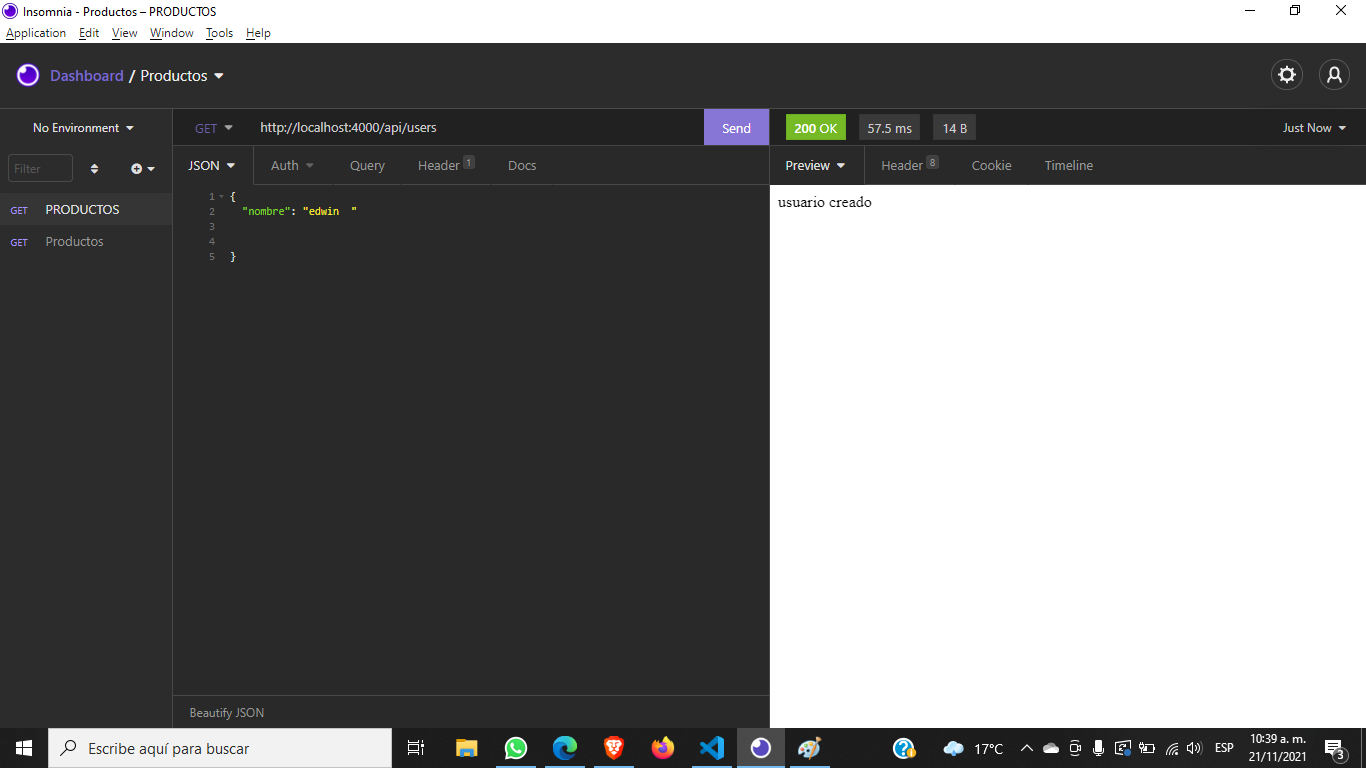 Insomnia - Productos – PRODUCTOS
Application Edit View Window Tools Help
Dashboard / Productos
No Environment
GET http://localhost:4000/api/users Send
200 OK 57.5 ms 14 B Just Now
Filter
JSON Auth Query Header 1 Docs
Preview Header 8 Cookie Timeline
GET PRODUCTOS
GET Productos
1 {
2 "nombre": "edwin  "
3
4
5 }
usuario creado
Beautify JSON
Escribe aquí para buscar
17°C
ESP
10:39 a. m.
21/11/2021
3